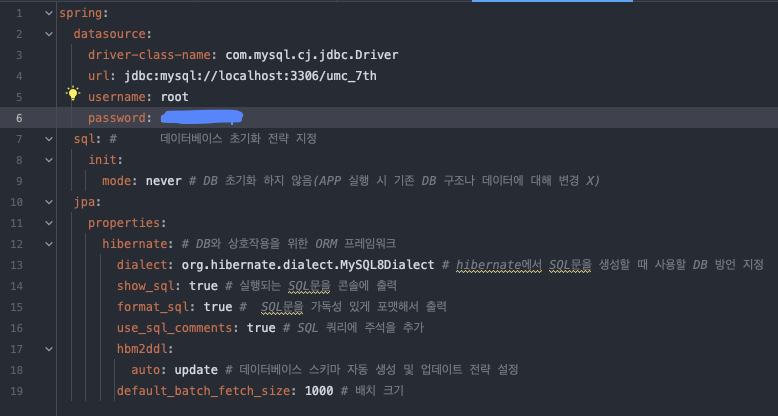 1 spring:
2 datasource:
3 driver-class-name: com.mysql.cj.jdbc.Driver
4 url: jdbc:mysql://localhost:3306/umc_7th
5 username: root
6 password:
7 sql: # 데이터베이스 초기화 전략 지정
8 init:
9 mode: never # DB 초기화 하지 않음(APP 실행 시 기존 DB 구조나 데이터에 대해 변경 X)
10 jpa:
11 properties:
12 hibernate: # DB와 상호작용을 위한 ORM 프레임워크
13 dialect: org.hibernate.dialect.MySQL8Dialect # hibernate에서 SQL문을 생성할 때 사용할 DB 방언 지정
14 show_sql: true # 실행되는 SQL문을 콘솔에 출력
15 format_sql: true # SQL문을 가독성 있게 포맷해서 출력
16 use_sql_comments: true # SQL 쿼리에 주석을 추가
17 hbm2ddl:
18 auto: update # 데이터베이스 스키마 자동 생성 및 업데이트 전략 설정
19 default_batch_fetch_size: 1000 # 배치 크기